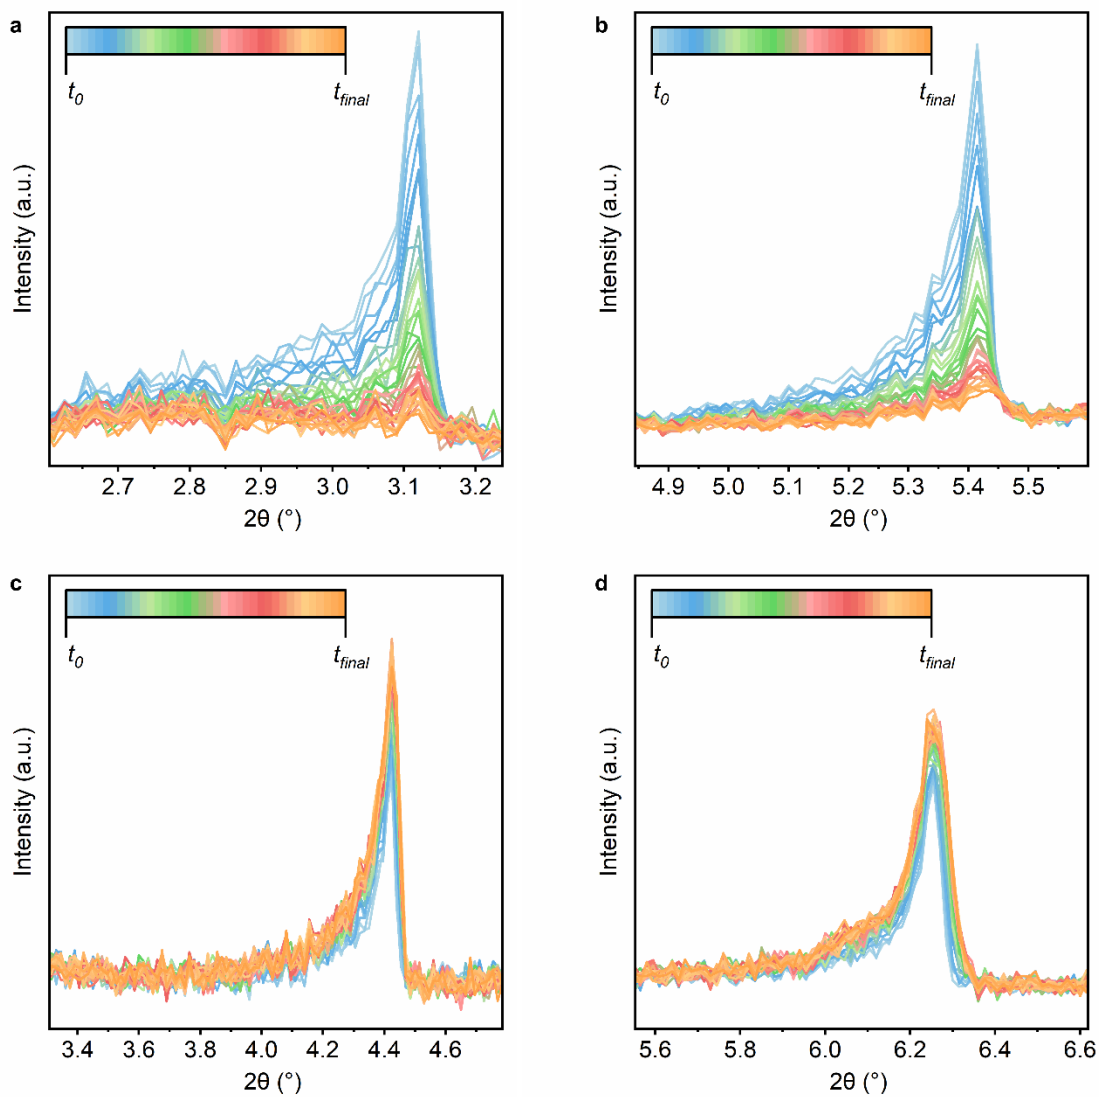 a
t0
tfinal
Intensity (a.u.)
2.7 2.8 2.9 3.0 3.1 3.2
2θ (°)
b
t0
tfinal
Intensity (a.u.)
4.9 5.0 5.1 5.2 5.3 5.4 5.5
2θ (°)
c
t0
tfinal
Intensity (a.u.)
3.4 3.6 3.8 4.0 4.2 4.4 4.6
2θ (°)
d
t0
tfinal
Intensity (a.u.)
5.6 5.8 6.0 6.2 6.4 6.6
2θ (°)